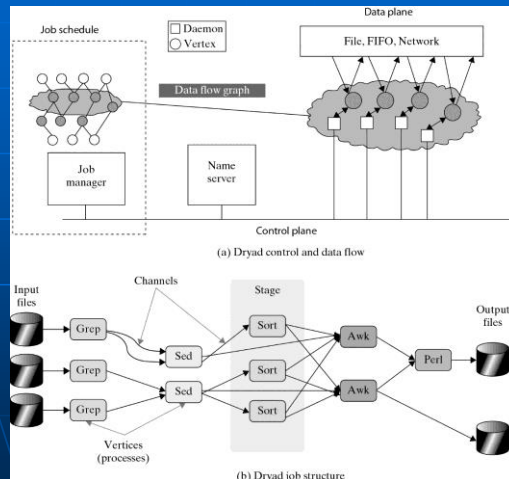 Job schedule
Daemon
Vertex
Data plane
File, FIFO, Network
Data flow graph
Job
manager
Name
server
Control plane
(a) Dryad control and data flow
Input
files
Channels
Stage
Output
files
Grep
Sed
Sort
Awk
Perl
Grep
Sort
Grep
Sed
Sort
Awk
Vertices
(processes)
(b) Dryad job structure